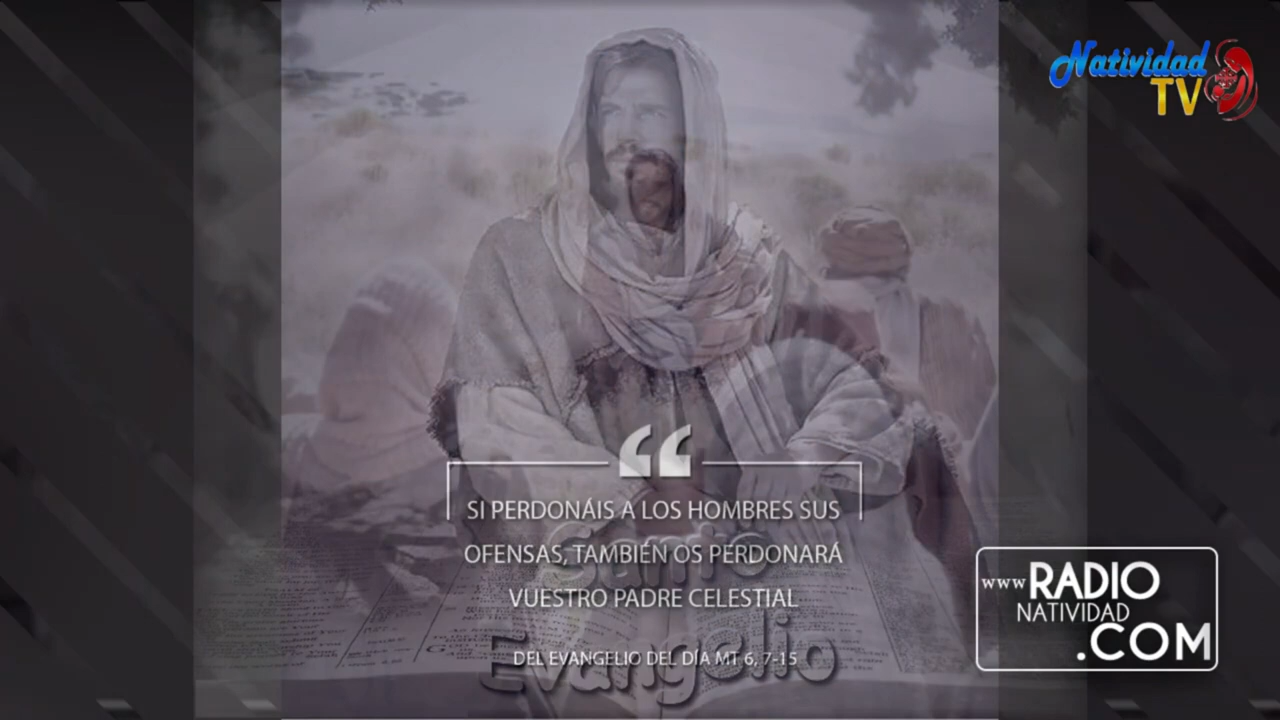 Natividad
TV
SI PERDONÁIS A LOS HOMBRES SUS
OFENSAS, TAMBIÉN OS PERDONARÁ
VUESTRO PADRE CELESTIAL
DEL EVANGELIO DEL DÍA MT 6, 7-15
Santo
Evangelio
www RADIO
NATIVIDAD
.COM